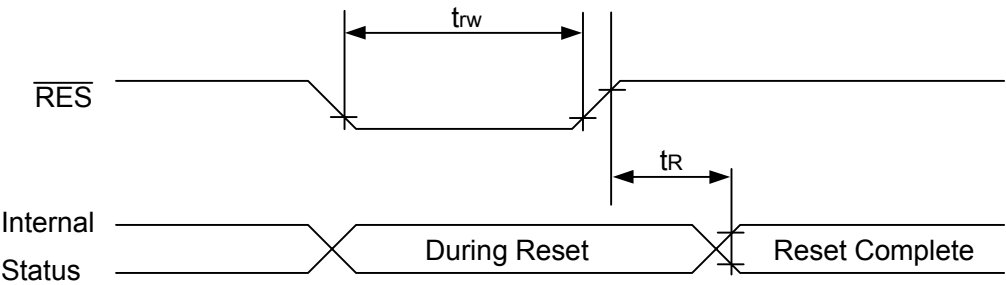 trw
RES
tR
Internal
Status
During Reset
Reset Complete